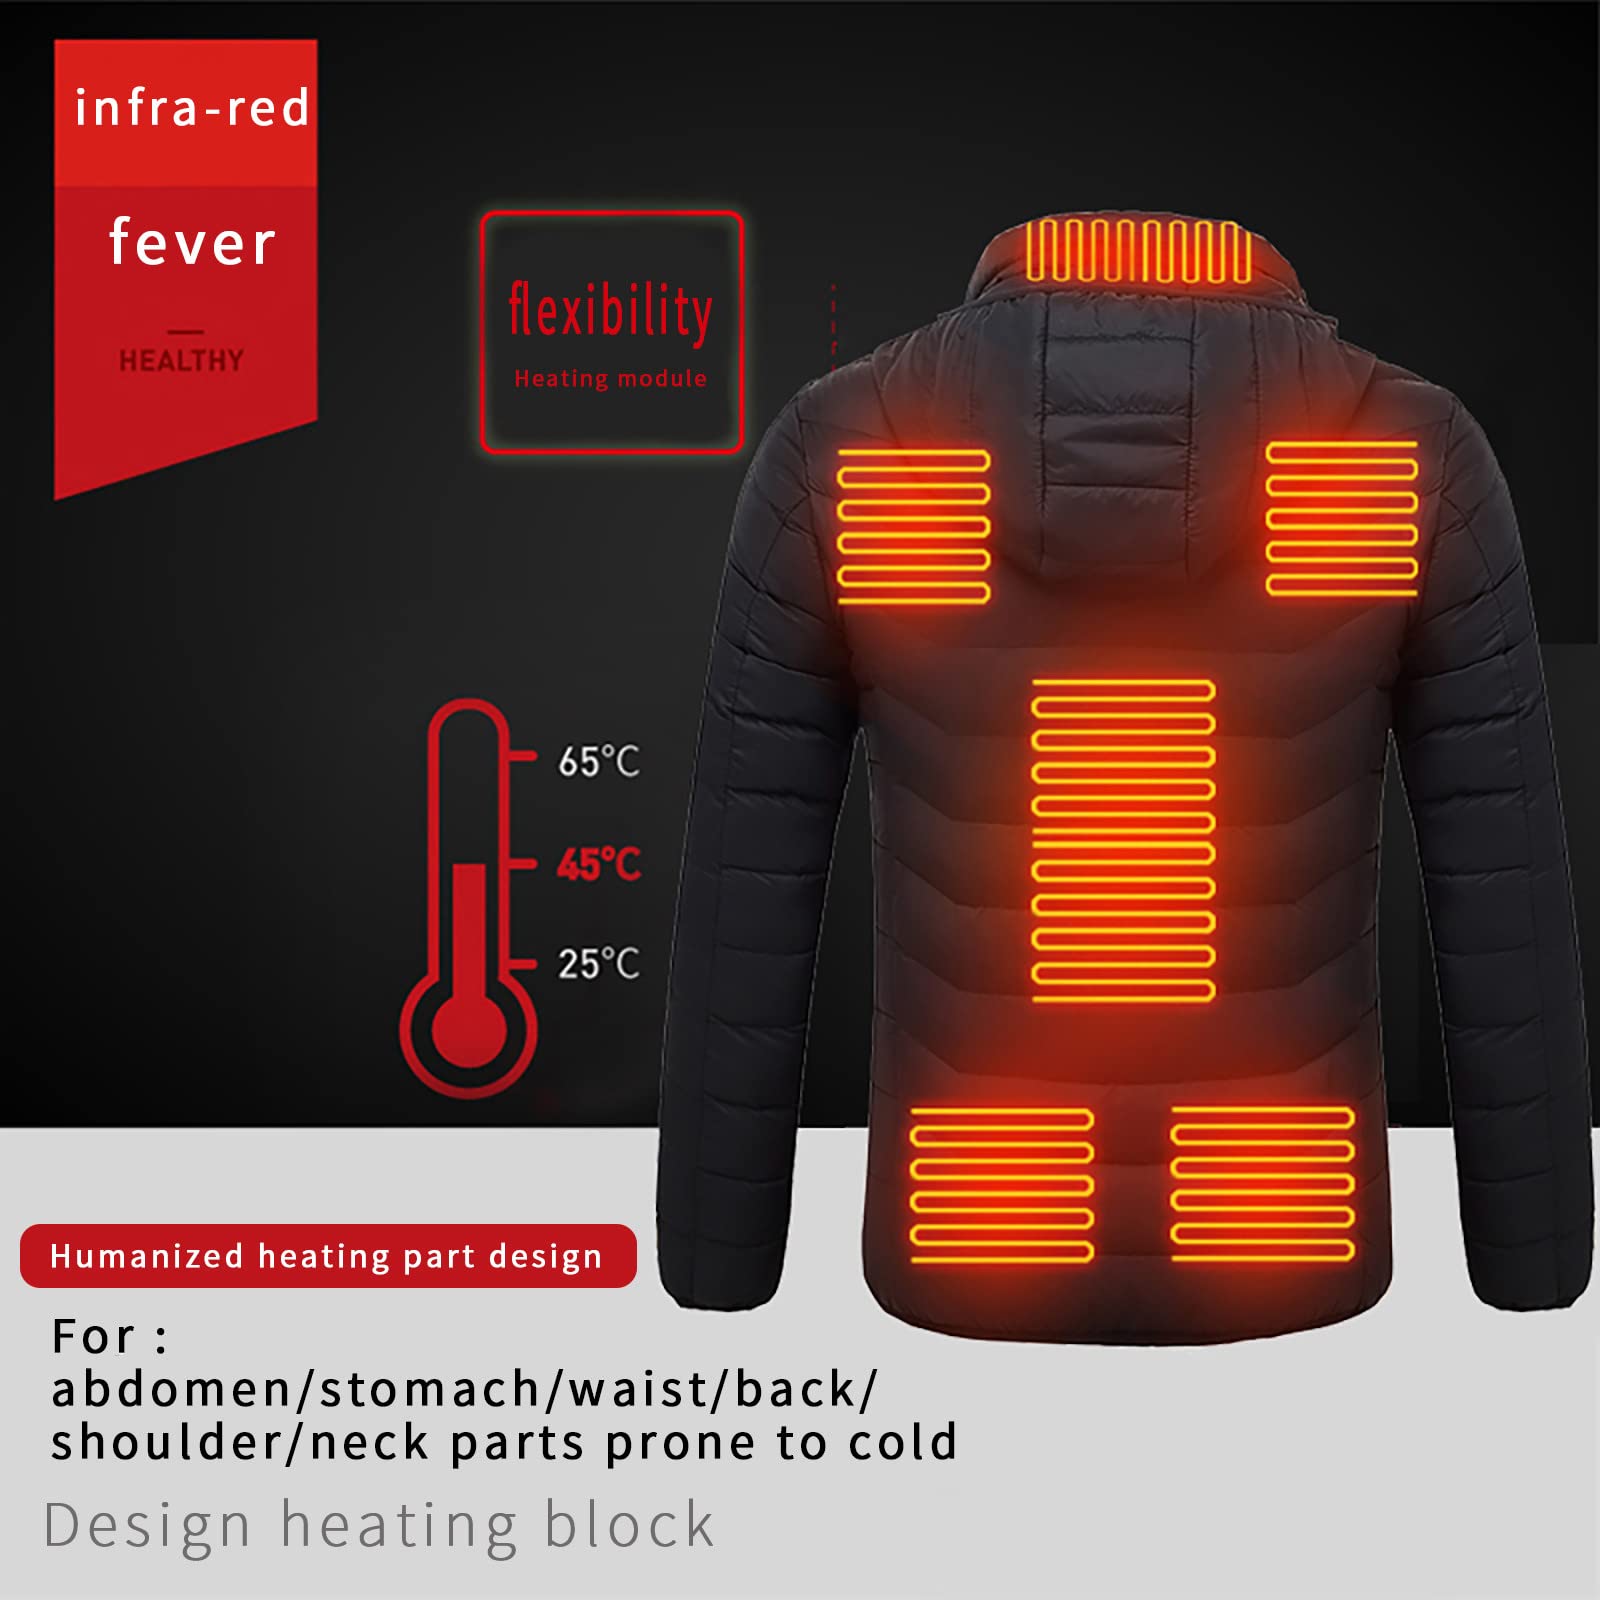 infra-red
fever
HEALTHY
flexibility
Heating module
65°C
45°C
25°C
Humanized heating part design
For :
abdomen/stomach/waist/back/
shoulder/neck parts prone to cold
Design heating block